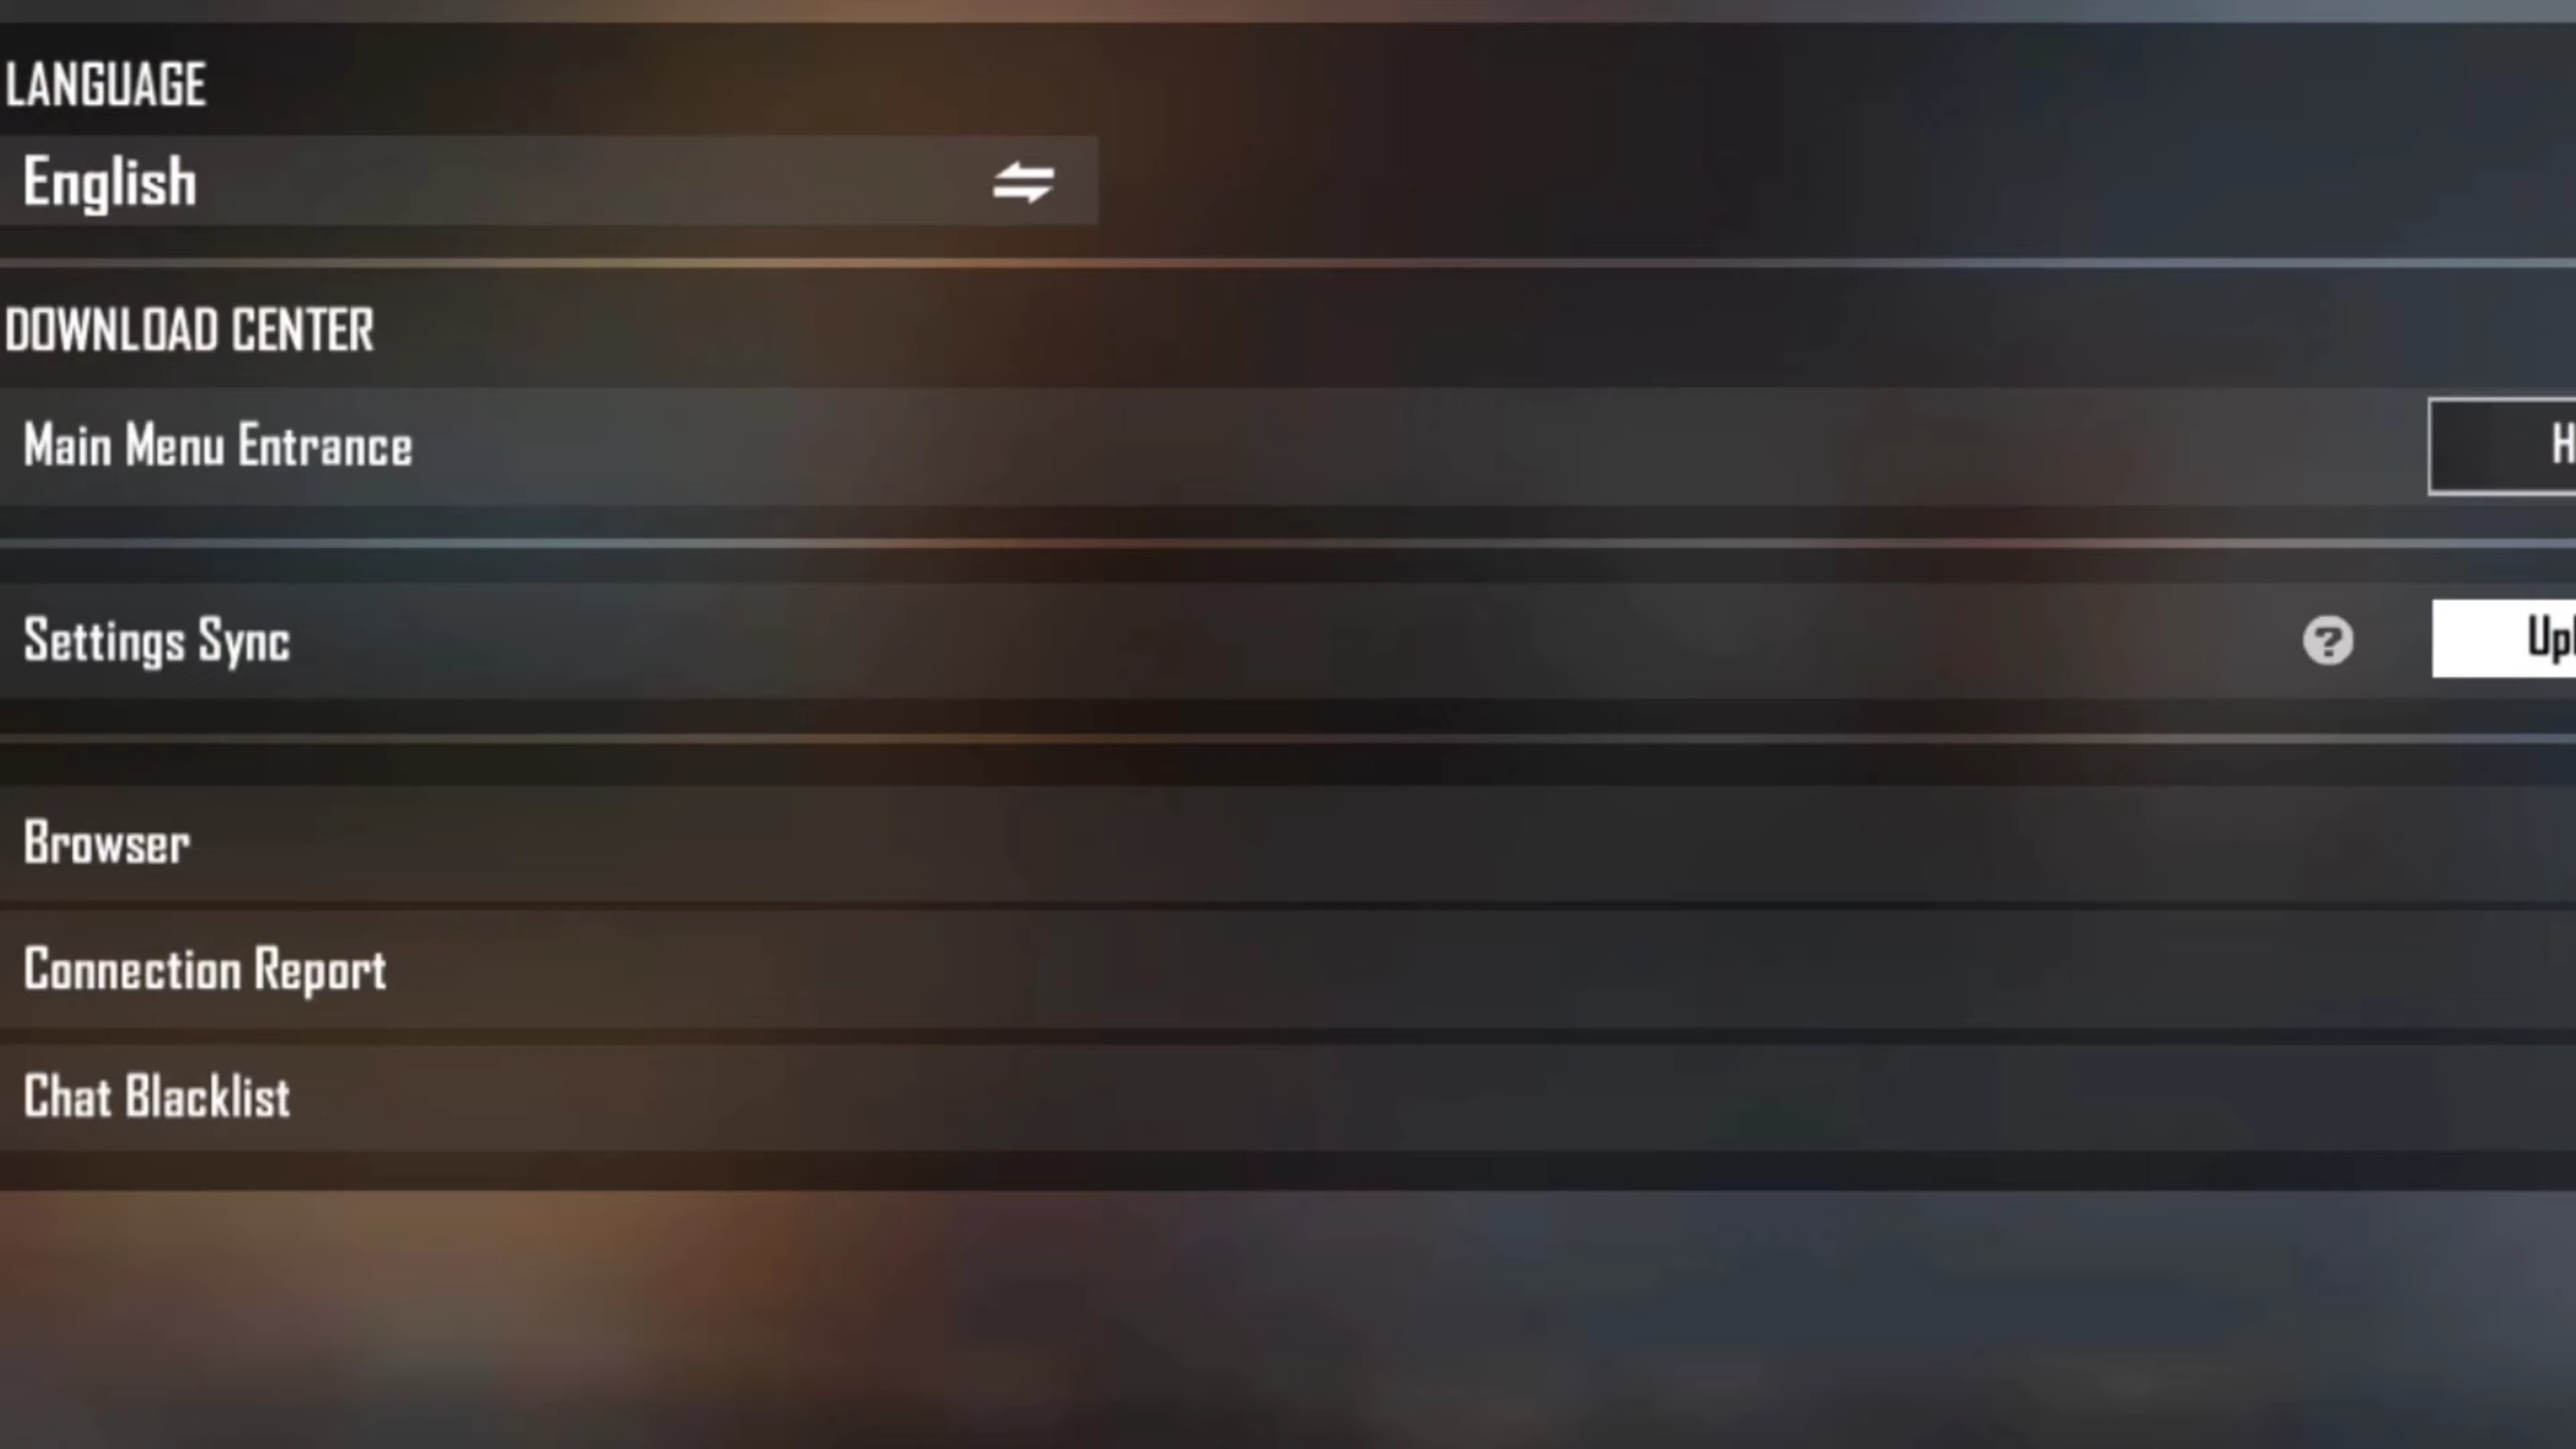 LANGUAGE
English
DOWNLOAD CENTER
Main Menu Entrance
Settings Sync
Browser
Connection Report
Chat Blacklist